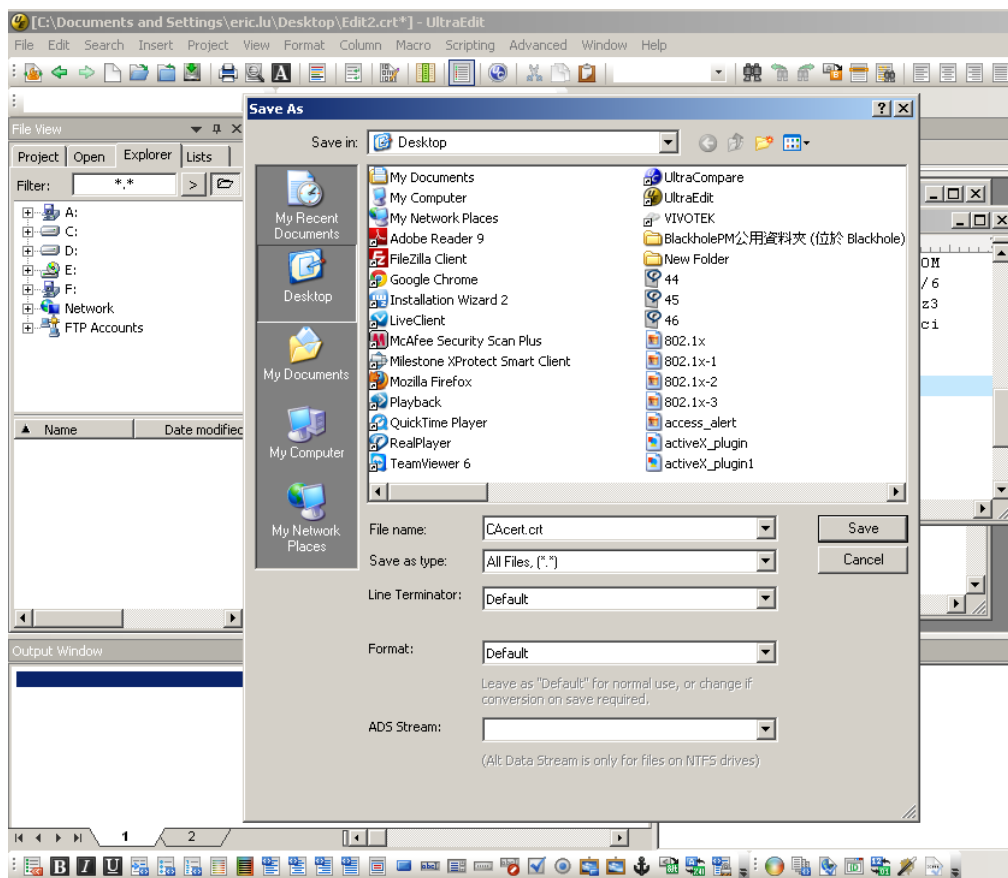 [C:\Documents and Settings\eric.lu\Desktop\Edit2.crt*] - UltraEdit
File Edit Search Insert Project View Format Column Macro Scripting Advanced Window Help
File View
Project Open Explorer Lists
Filter: *.* >
A:
C:
D:
E:
F:
Network
FTP Accounts
Name Date modified
Save As
Save in: Desktop
My Recent Documents
Desktop
My Documents
My Computer
My Network Places
My Documents
My Computer
My Network Places
Adobe Reader 9
FileZilla Client
Google Chrome
Installation Wizard 2
LiveClient
McAfee Security Scan Plus
Milestone XProtect Smart Client
Mozilla Firefox
Playback
QuickTime Player
RealPlayer
TeamViewer 6
UltraCompare
UltraEdit
VIVOTEK
BlackholePM公用資料夾 (位於 Blackhole)
New Folder
44
45
46
802.1x
802.1x-1
802.1x-2
802.1x-3
access_alert
activeX_plugin
activeX_plugin1
File name: CAcert.crt Save
Save as type: All Files, (*.*) Cancel
Line Terminator: Default
Format: Default
Leave as "Default" for normal use, or change if
conversion on save required.
ADS Stream:
(Alt Data Stream is only for files on NTFS drives)
OM
/6
z3
ci
Output Window
1 2
B I U